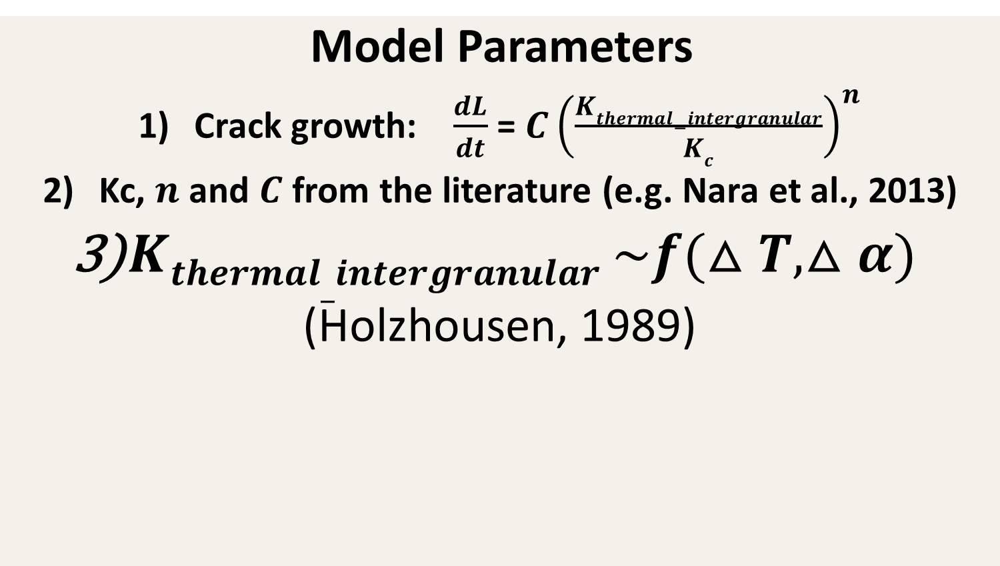 Model Parameters
1) Crack growth: dL/dt = C (K_thermal_intergranular / K_c)^n
2) Kc, n and C from the literature (e.g. Nara et al., 2013)
3)K_thermal_intergranular ~f(△ T,△ α)
(Holzhousen, 1989)